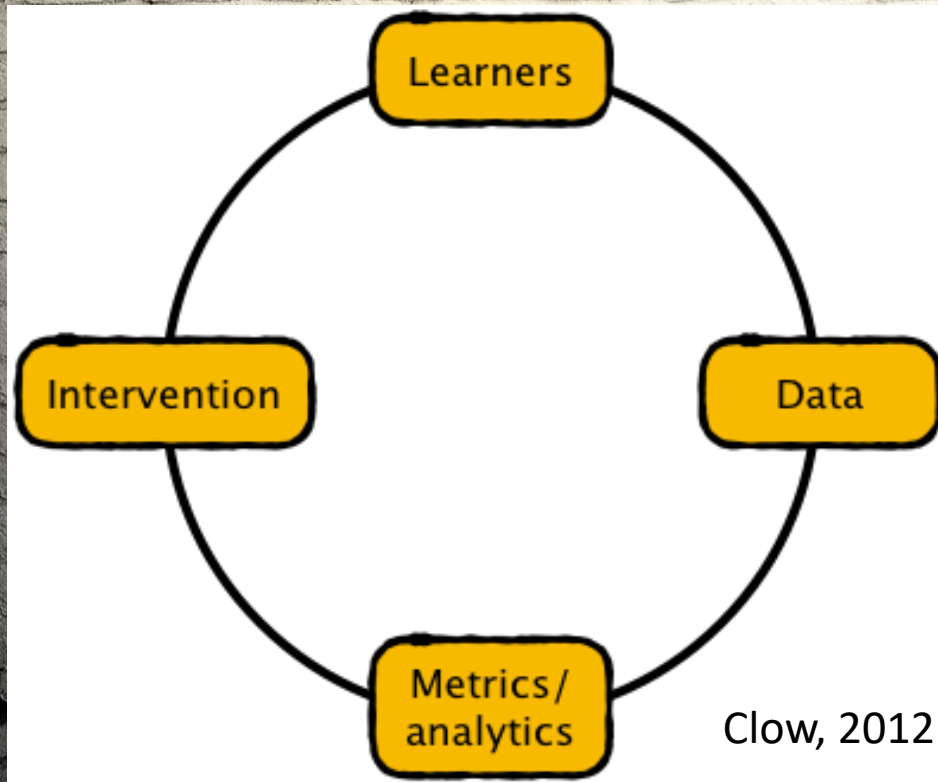 Learners
Intervention
Data
Metrics/
analytics
Clow, 2012